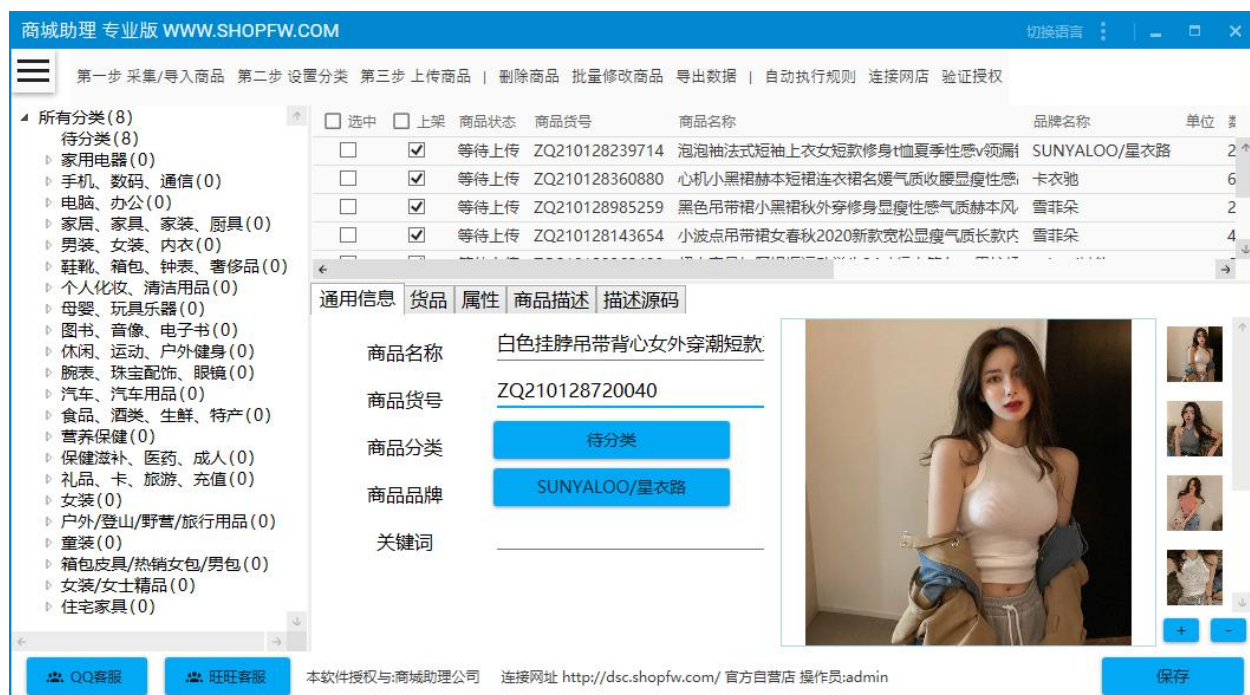 商城助理 专业版 WWW.SHOPFW.COM 切换语言
第一步 采集/导入商品 第二步 设置分类 第三步 上传商品 | 删除商品 批量修改商品 导出数据 | 自动执行规则 连接网店 验证授权
所有分类(8)
待分类(8)
家用电器(0)
手机、数码、通信(0)
电脑、办公(0)
家居、家具、家装、厨具(0)
男装、女装、内衣(0)
鞋靴、箱包、钟表、奢侈品(0)
个人化妆、清洁用品(0)
母婴、玩具乐器(0)
图书、音像、电子书(0)
休闲、运动、户外健身(0)
腕表、珠宝配饰、眼镜(0)
汽车、汽车用品(0)
食品、酒类、生鲜、特产(0)
营养保健(0)
保健滋补、医药、成人(0)
礼品、卡、旅游、充值(0)
女装(0)
户外/登山/野营/旅行用品(0)
童装(0)
箱包皮具/热销女包/男包(0)
女装/女士精品(0)
住宅家具(0)
选中 上架 商品状态 商品货号 商品名称 品牌名称 单位
等待上传 ZQ210128239714 泡泡袖法式短袖上衣女短款修身t恤夏季性感v领漏 SUNYALOO/星衣路 2
等待上传 ZQ210128360880 心机小黑裙赫本短裙连衣裙名媛气质收腰显瘦性感 卡衣驰 6
等待上传 ZQ210128985259 黑色吊带裙小黑裙秋外穿修身显瘦性感气质赫本风 雪菲朵 2
等待上传 ZQ210128143654 小波点吊带裙女春秋2020新款宽松显瘦气质长款内 雪菲朵 4
通用信息 货品 属性 商品描述 描述源码
商品名称 白色挂脖吊带背心女外穿潮短款
商品货号 ZQ210128720040
商品分类 待分类
商品品牌 SUNYALOO/星衣路
关键词
+ -
QQ客服 旺旺客服 本软件授权与:商城助理公司 连接网址 http://dsc.shopfw.com/ 官方自营店 操作员:admin 保存